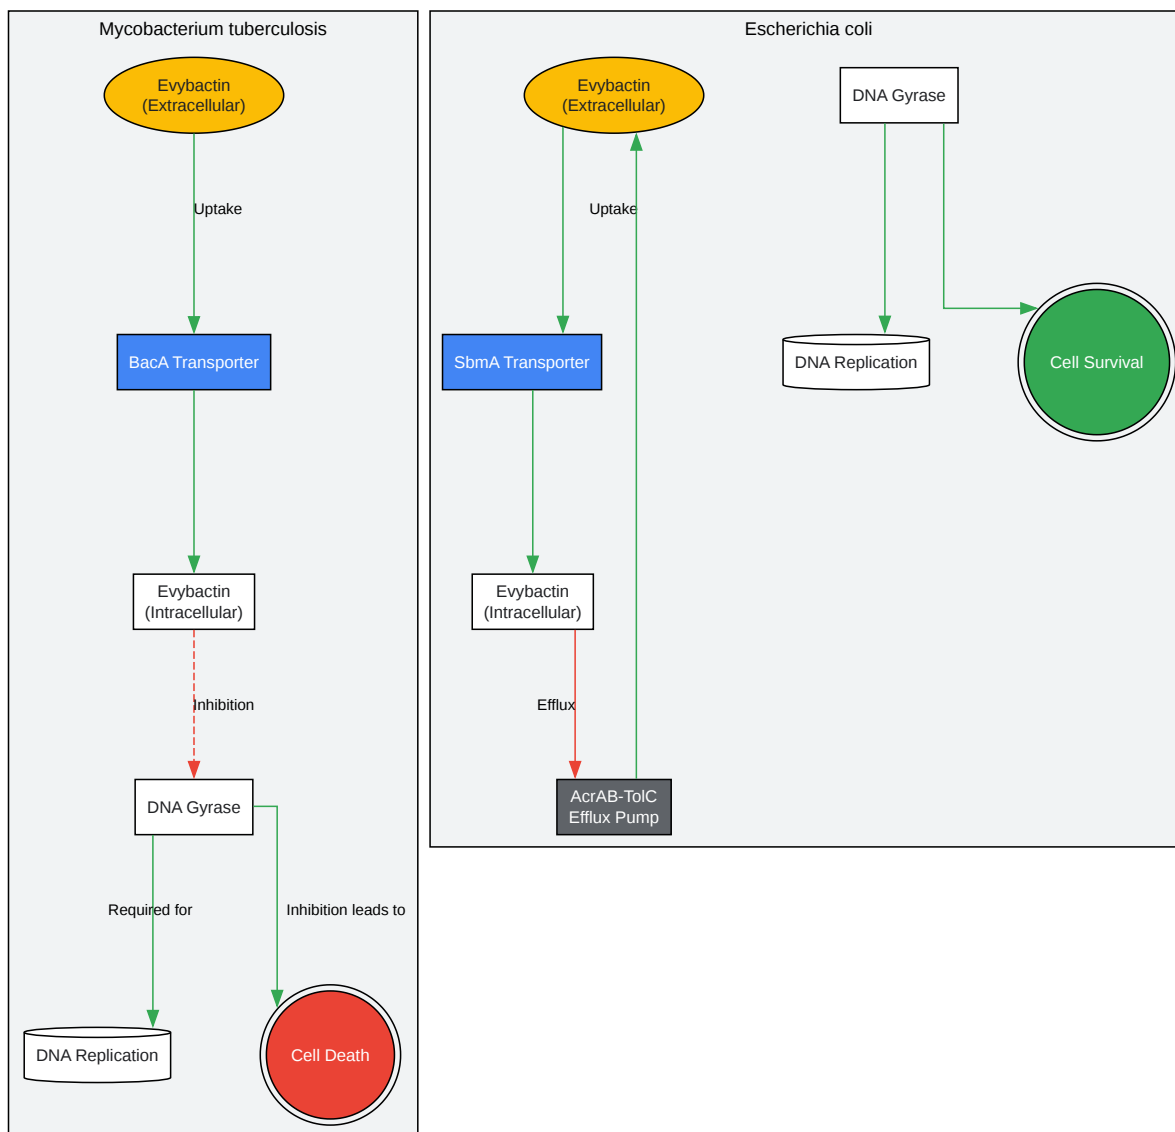 Mycobacterium tuberculosis
Evybactin
(Extracellular)
Uptake
BacA Transporter
Evybactin
(Intracellular)
Inhibition
DNA Gyrase
Required for
Inhibition leads to
DNA Replication
Cell Death
Escherichia coli
Evybactin
(Extracellular)
Uptake
SbmA Transporter
Evybactin
(Intracellular)
Efflux
AcrAB-TolC
Efflux Pump
DNA Gyrase
DNA Replication
Cell Survival